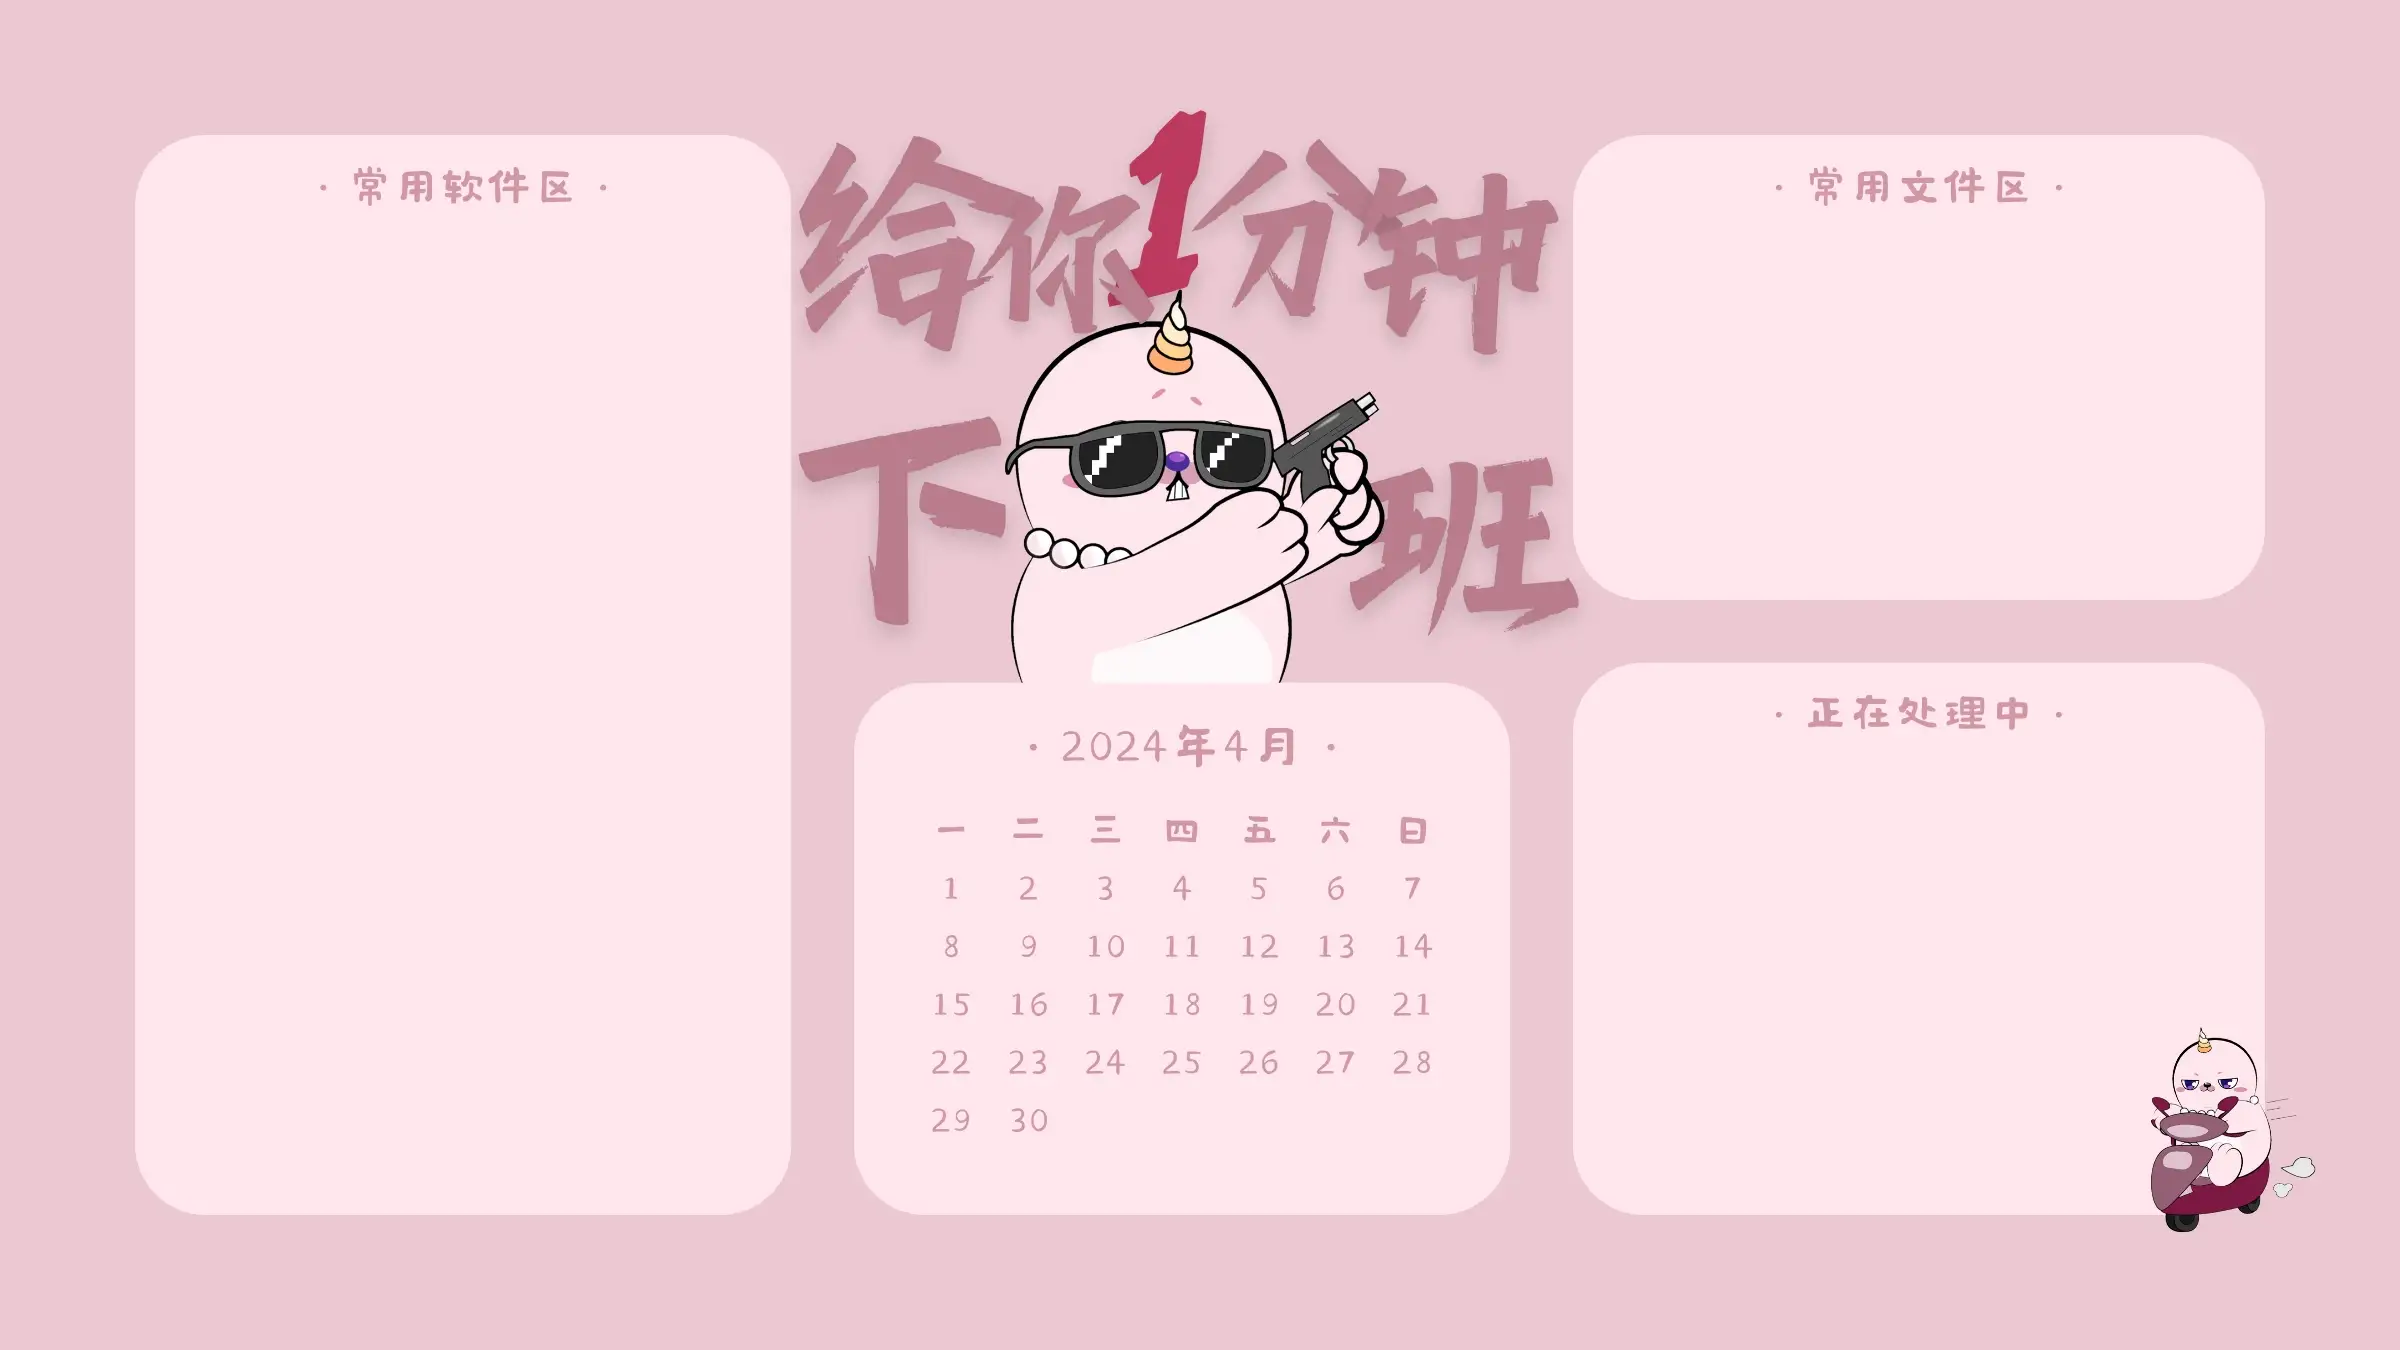 · 常用软件区 ·
给你1分钟
下班
· 2024年4月 ·
一 二 三 四 五 六 日
1 2 3 4 5 6 7
8 9 10 11 12 13 14
15 16 17 18 19 20 21
22 23 24 25 26 27 28
29 30
· 常用文件区 ·
· 正在处理中 ·